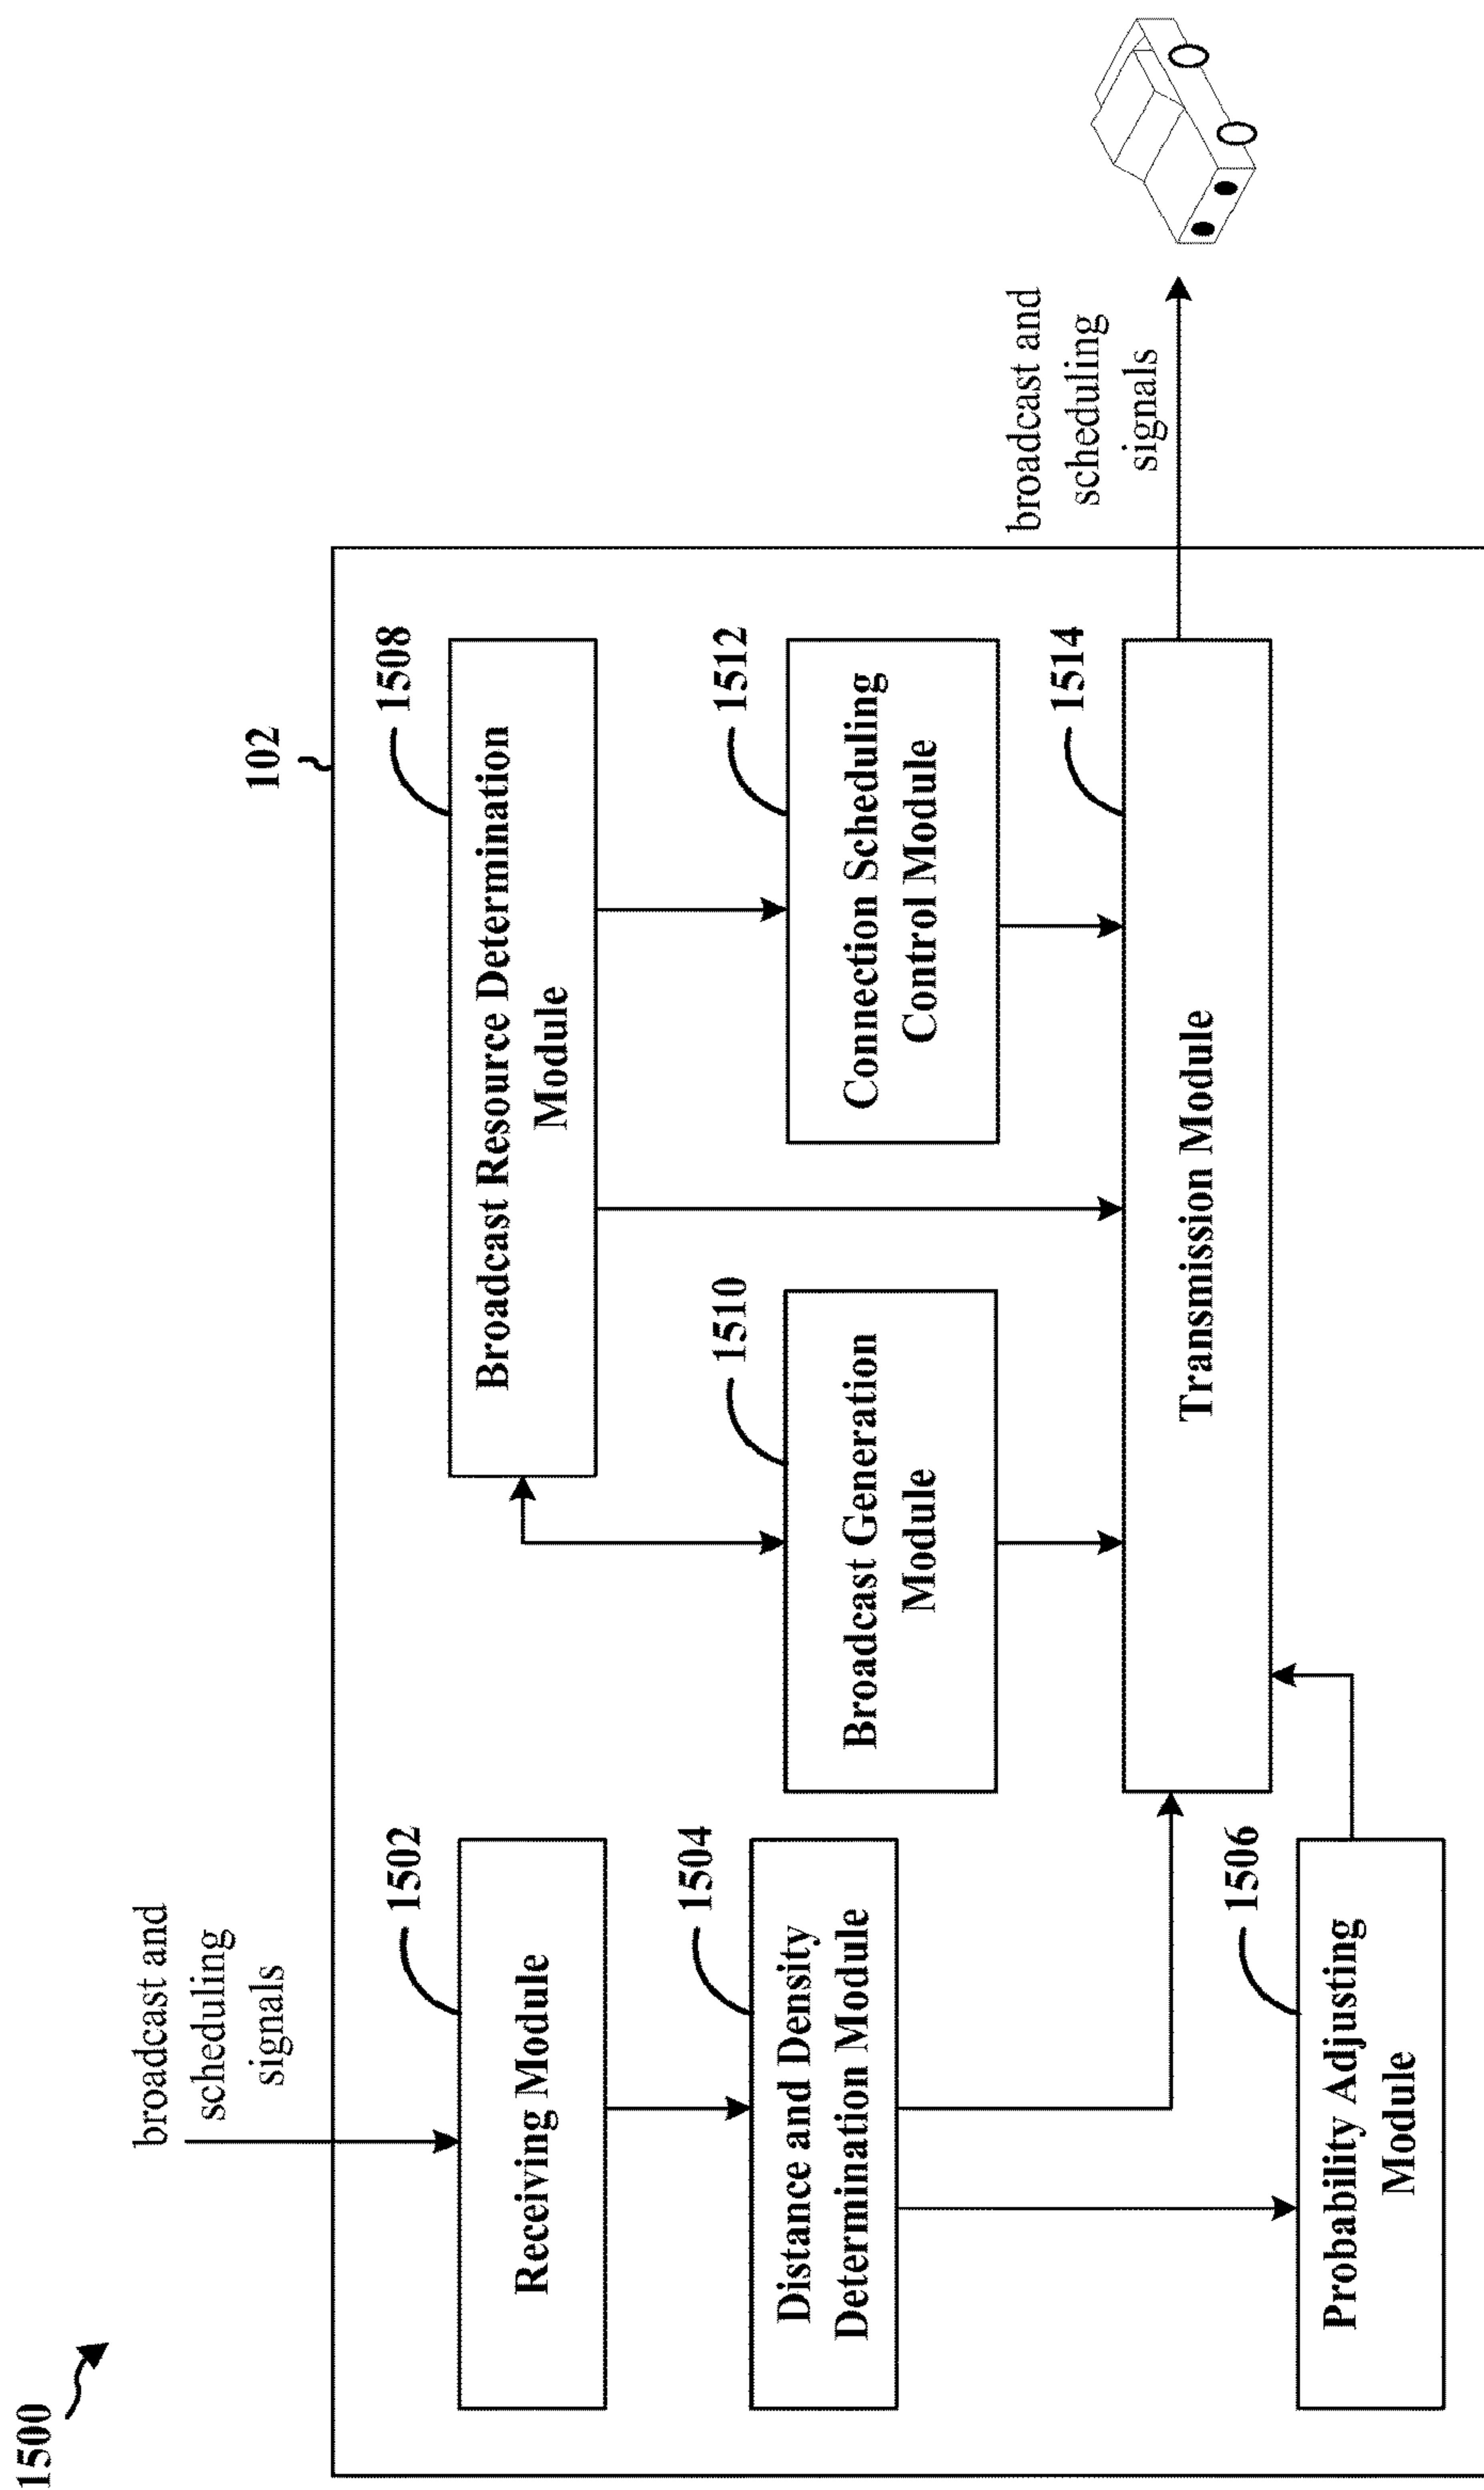 1500
broadcast and
scheduling
signals
102
1502
Receiving Module
1504
Distance and Density
Determination Module
1506
Probability Adjusting
Module
1508
Broadcast Resource Determination
Module
1510
Broadcast Generation
Module
1512
Connection Scheduling
Control Module
1514
Transmission Module
broadcast and
scheduling
signals